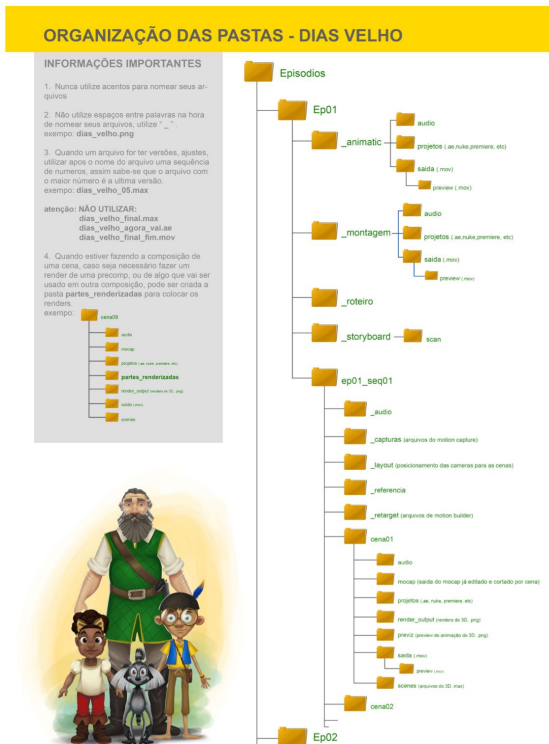 ORGANIZAÇÃO DAS PASTAS - DIAS VELHO
INFORMAÇÕES IMPORTANTES
1. Nunca utilize acentos para nomear seus ar-
quivos
2. Não utilize espaços entre palavras na hora
de nomear seus arquivos, utilize " _ " .
exemplo: dias_velho.png
3. Quando um arquivo for ter versões, ajustes,
utilizar apos o nome do arquivo uma sequência
de numeros, assim sabe-se que o arquivo com
o maior número é a ultima versão.
exemplo: dias_velho_05.max
atenção: NÃO UTILIZAR:
dias_velho_final.max
dias_velho_agora_vai.ae
dias_velho_final_fim.mov
4. Quando estiver fazendo a composição de
uma cena, caso seja necessário fazer um
render de uma precomp, ou de algo que vai ser
usado em outra composição, pode ser criada a
pasta partes_renderizadas para colocar os
renders.
exemplo:
cena09
audio
mocap
projetos (.ae, nuke, premiere, etc)
partes_renderizadas
render_output (renders do 3D, .png)
saida (.mov)
scenes
Episodios
Ep01
_animatic
audio
projetos (.ae,nuke,premiere, etc)
saida (.mov)
preview (.mov)
_montagem
audio
projetos (.ae,nuke,premiere, etc)
saida (.mov)
preview (.mov)
_roteiro
_storyboard
scan
ep01_seq01
_audio
_capturas (arquivos do motion capture)
_layout (posicionamento das cameras para as cenas)
_referencia
_retarget (arquivos de motion builder)
cena01
audio
mocap (saida do mocap já editado e cortado por cena)
projetos (.ae, nuke, premiere, etc)
render_output (renders do 3D, .png)
previz (preview de animação do 3D, .png)
saida (.mov)
preview (.mov)
scenes (arquivos do 3D .max)
cena02
Ep02